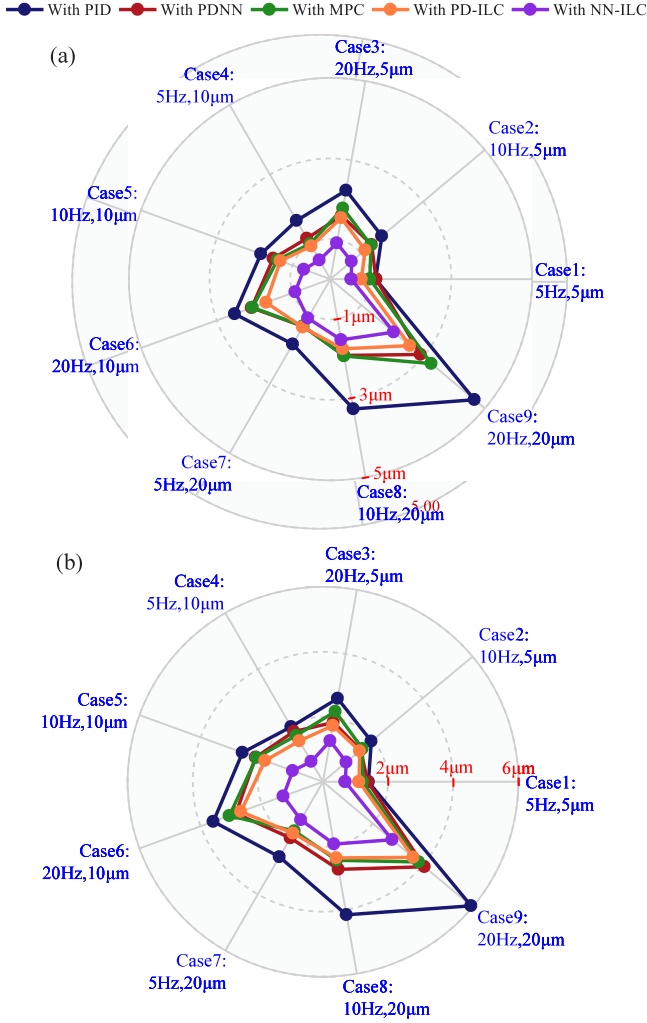 With PID With PDNN With MPC With PD-ILC With NN-ILC
(a)
Case3:
20Hz,5μm
Case4:
5Hz,10μm
Case2:
10Hz,5μm
Case5:
10Hz,10μm
Case1:
5Hz,5μm
1μm
Case6:
20Hz,10μm
3μm
Case9:
20Hz,20μm
Case7:
5Hz,20μm
5μm
Case8:
10Hz,20μm
5.00
(b)
Case3:
20Hz,5μm
Case4:
5Hz,10μm
Case2:
10Hz,5μm
Case5:
10Hz,10μm
2μm 4μm 6μm
Case1:
5Hz,5μm
Case6:
20Hz,10μm
Case9:
20Hz,20μm
Case7:
5Hz,20μm
Case8:
10Hz,20μm